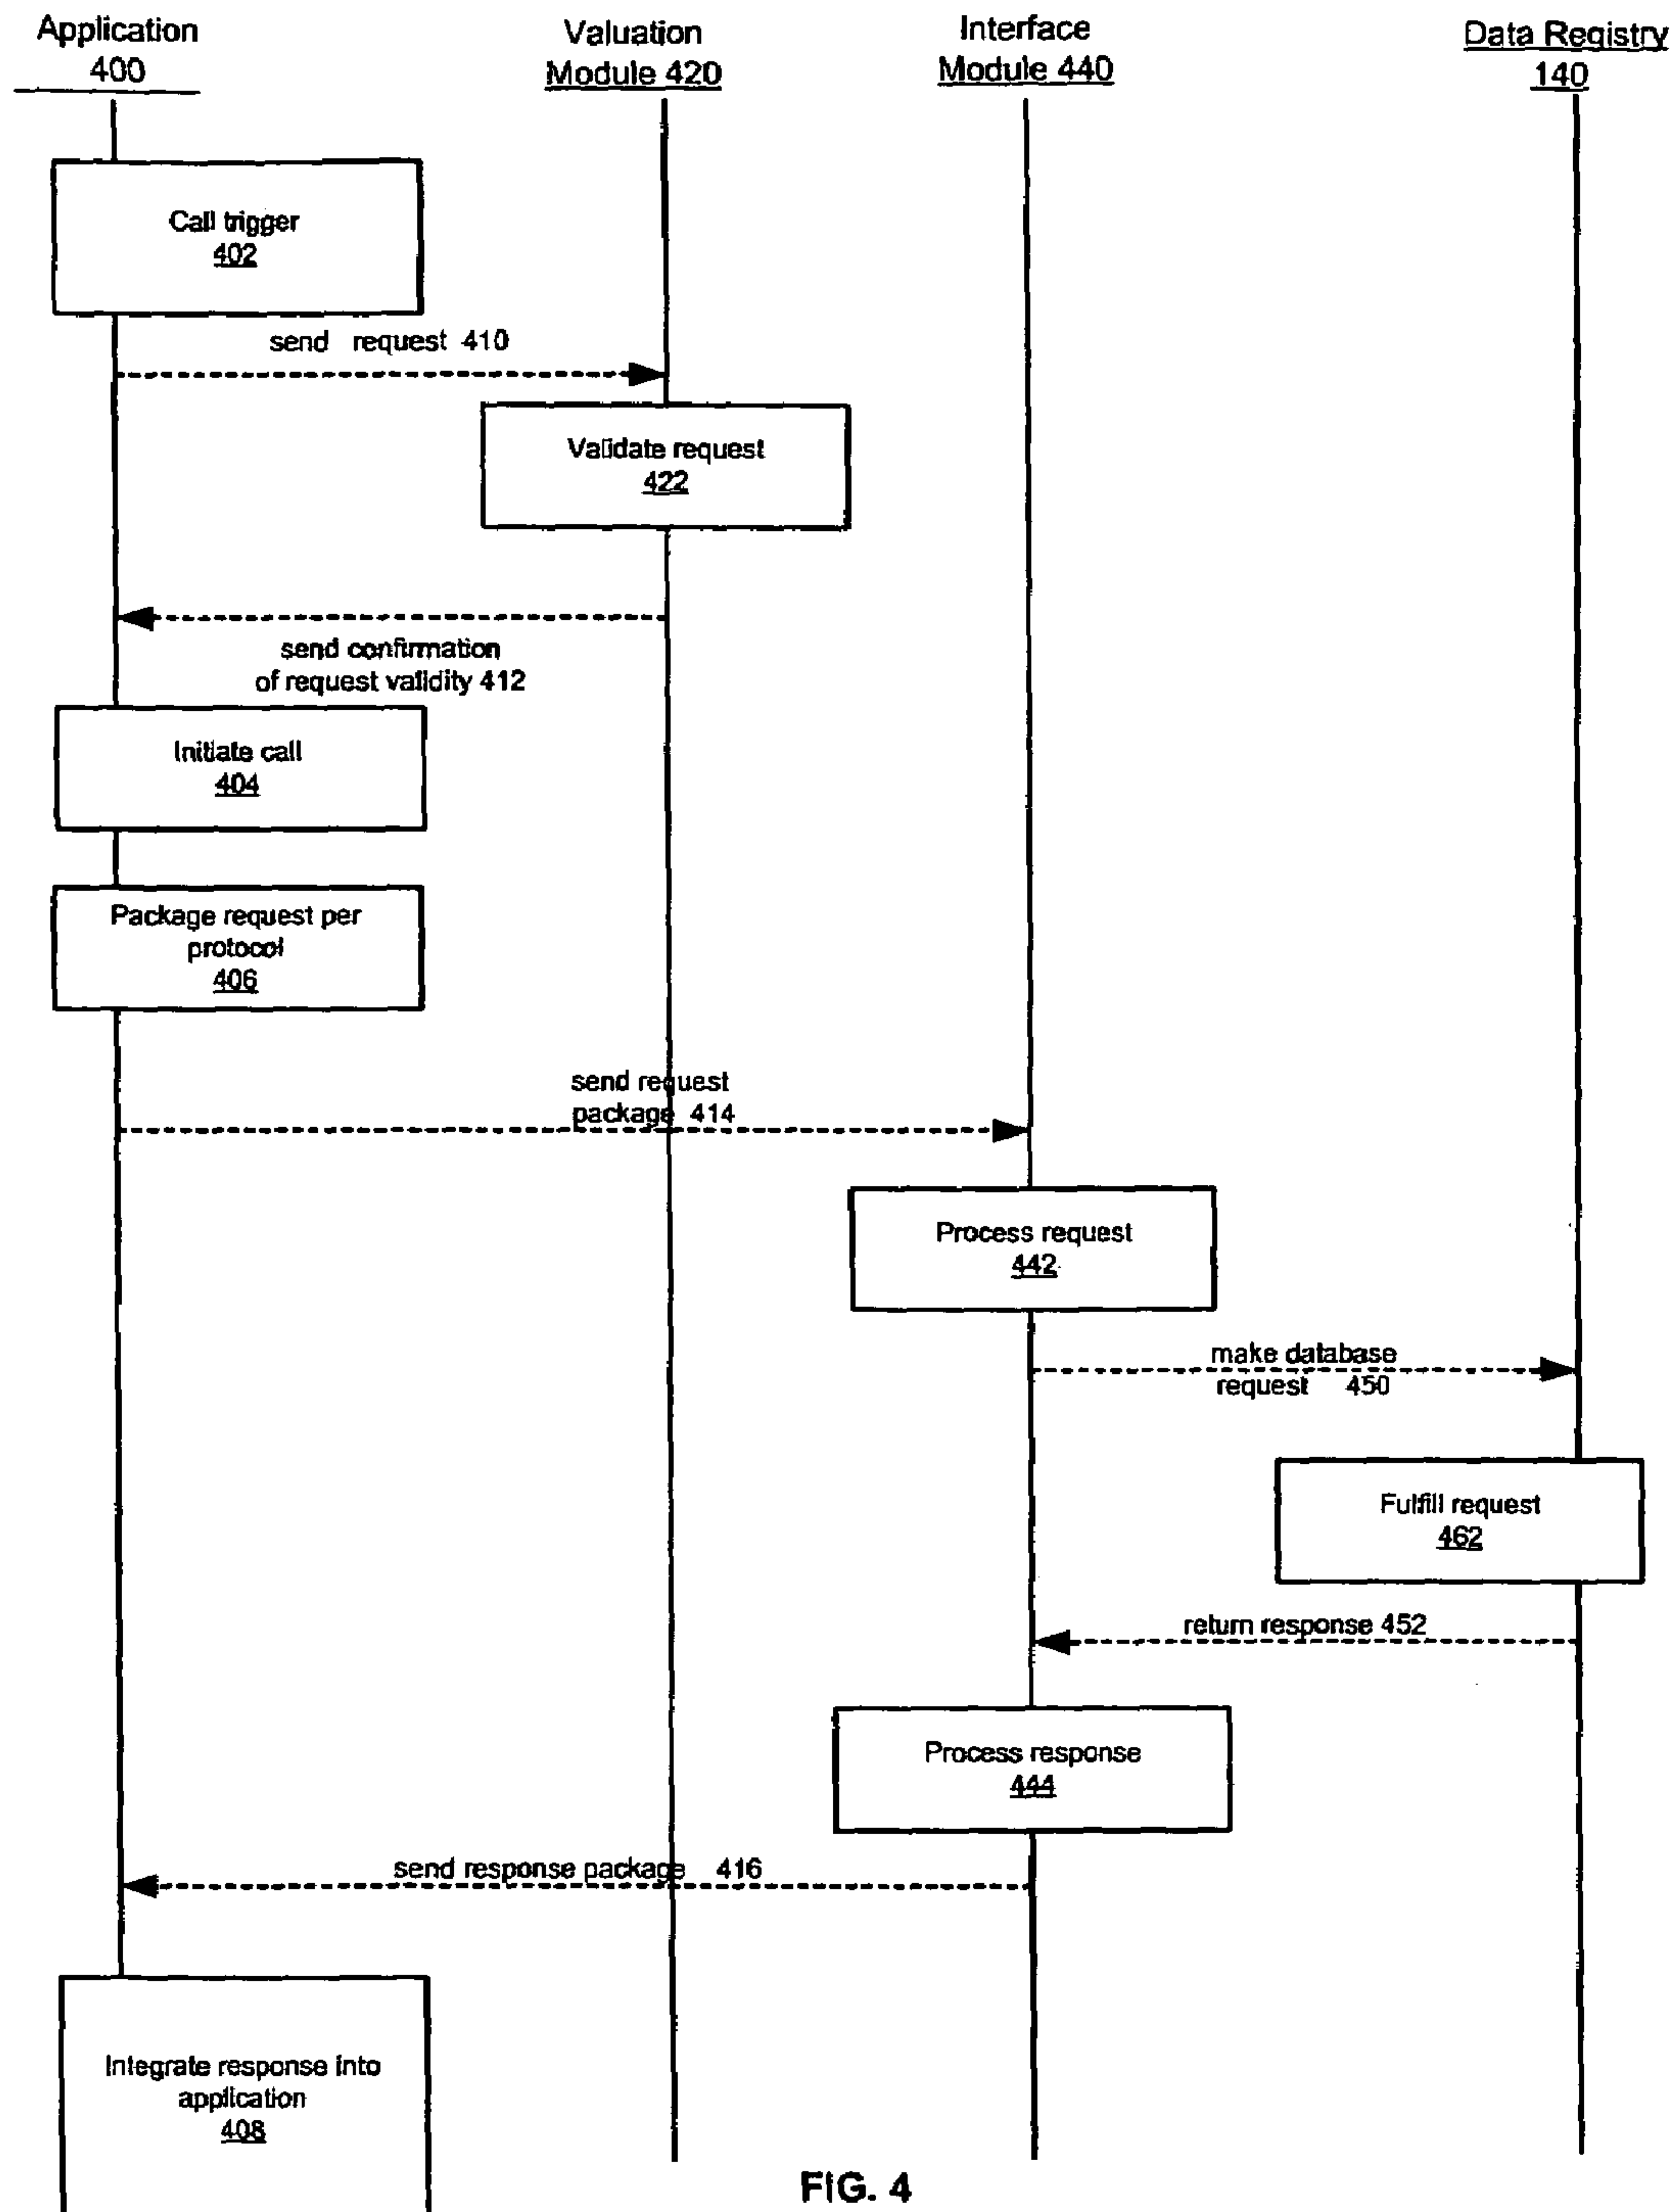 Application
400
Valuation
Module 420
Interface
Module 440
Data Registry
140
Call trigger
402
send request 410
Validate request
422
send confirmation
of request validity 412
Initiate call
404
Package request per
protocol
406
send request
package 414
Process request
442
make database
request 450
Fulfill request
462
return response 452
Process response
444
send response package 416
Integrate response into
application
408
FIG. 4